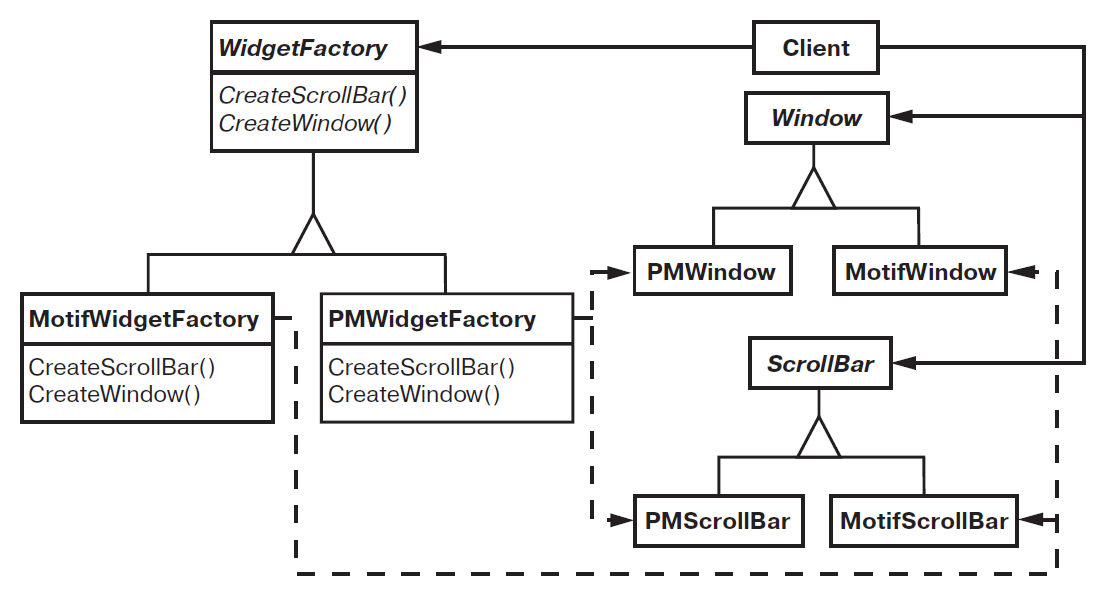 WidgetFactory
CreateScrollBar()
CreateWindow()
Client
Window
PMWindow
MotifWindow
MotifWidgetFactory
CreateScrollBar()
CreateWindow()
PMWidgetFactory
CreateScrollBar()
CreateWindow()
ScrollBar
PMScrollBar
MotifScrollBar